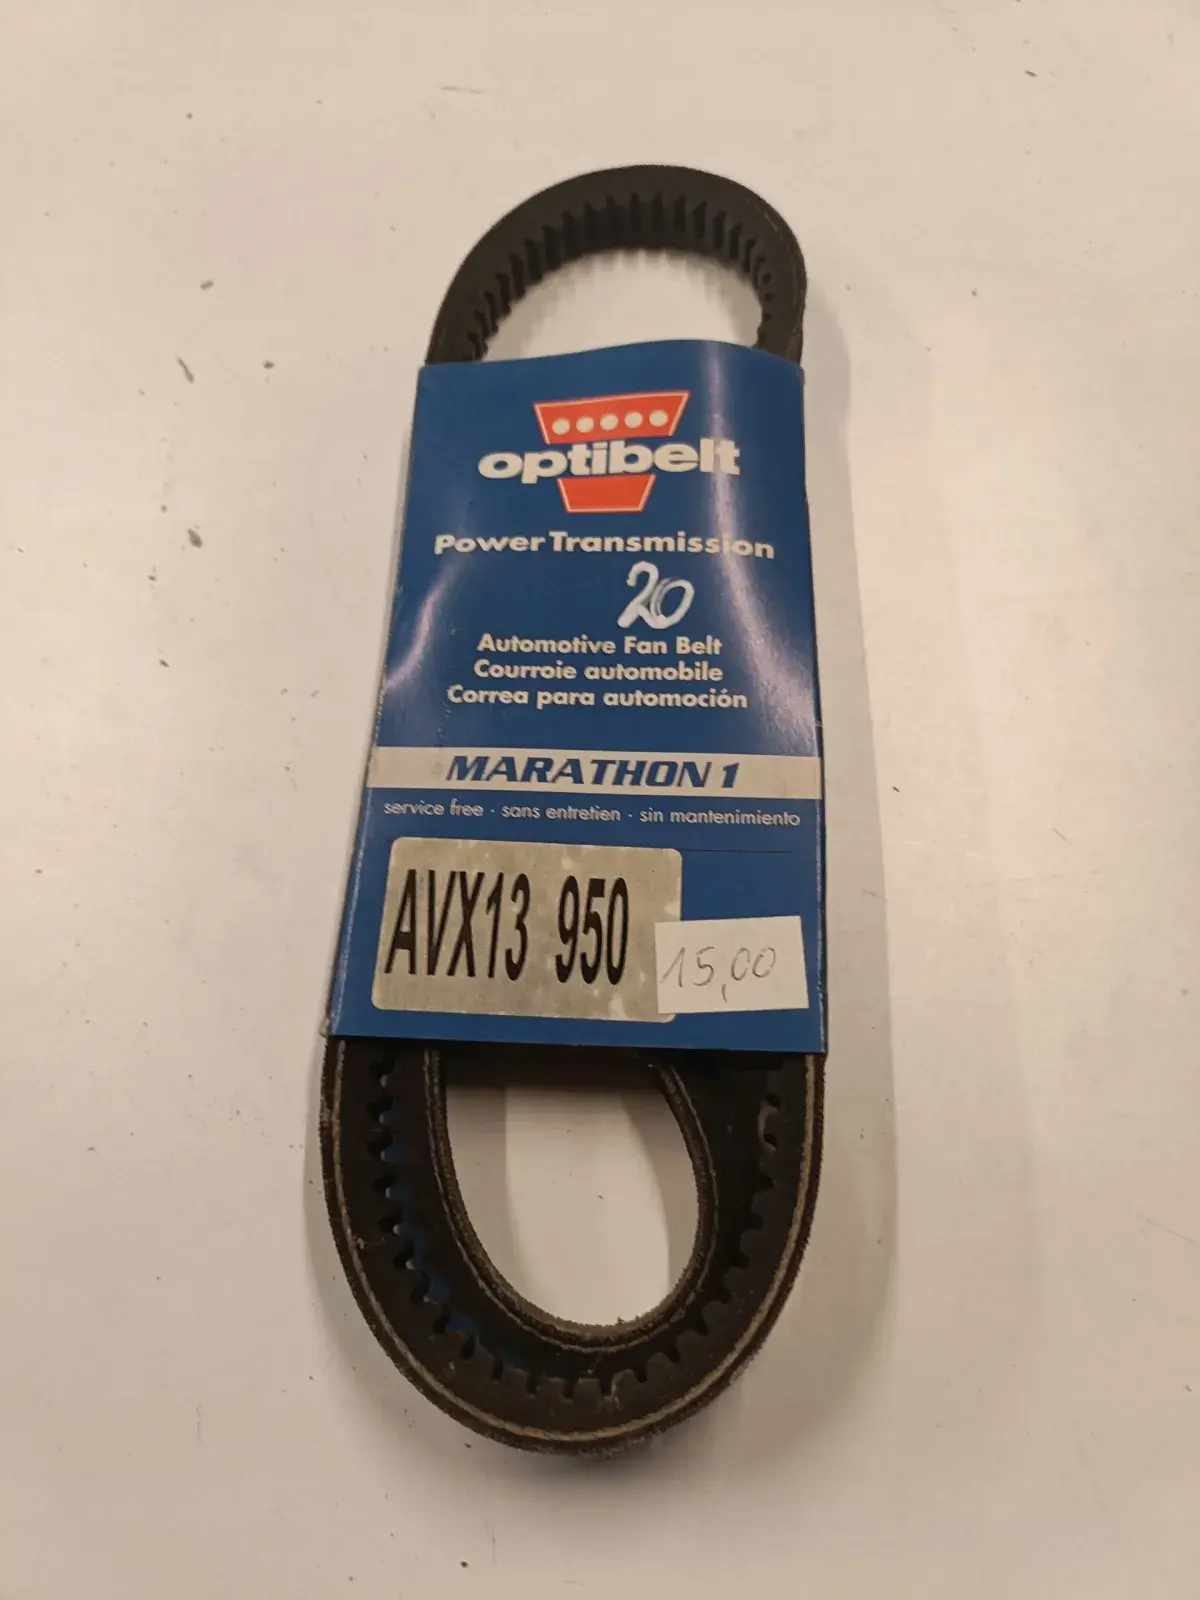 optibelt
Power Transmission
20
Automotive Fan Belt
Courroie automobile
Correa para automoción
MARATHON 1
service free · sans entretien · sin mantenimiento
AVX13 950
15,00